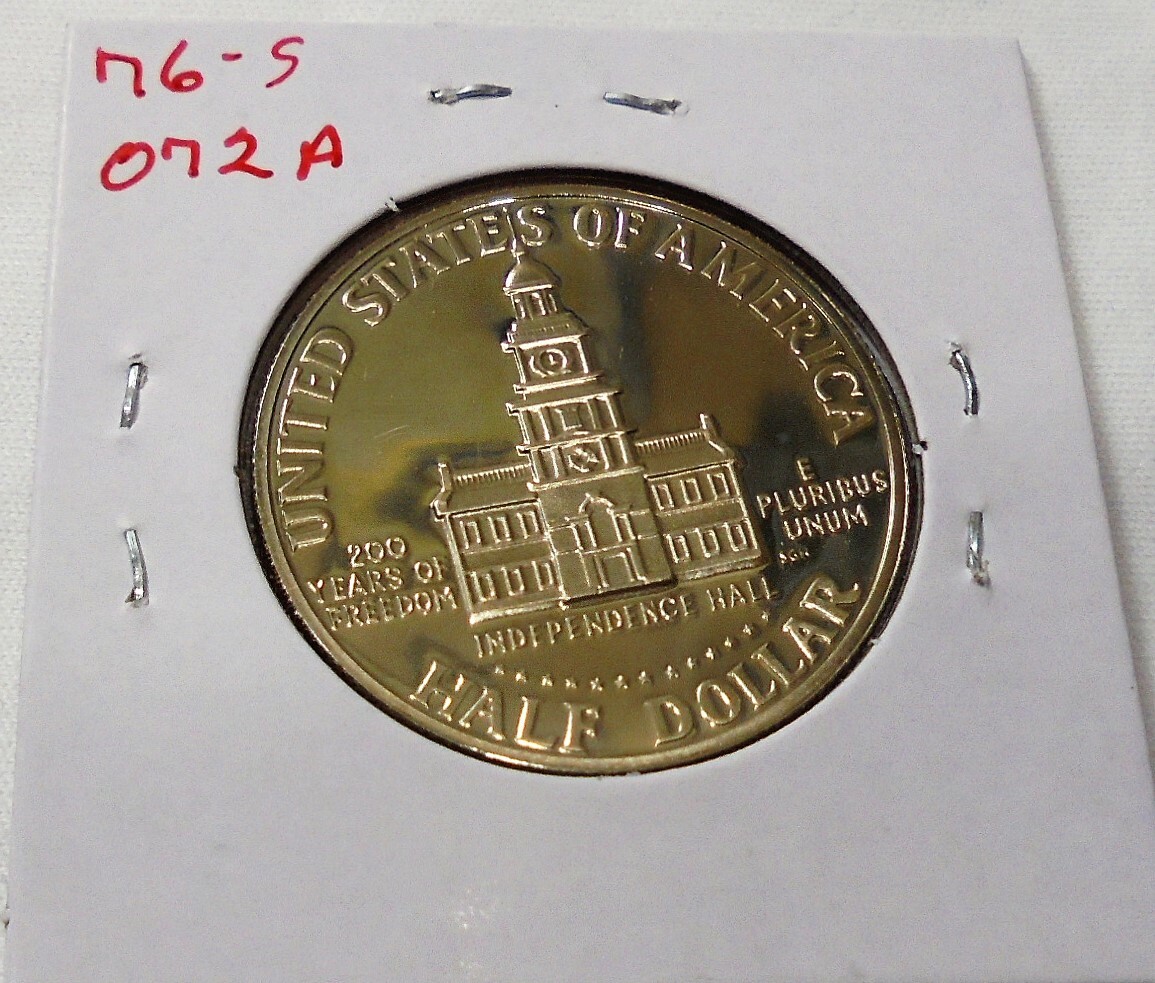 76-S
072A
UNITED STATES OF AMERICA
E
PLURIBUS
UNUM
200
YEARS OF
FREEDOM
INDEPENDENCE HALL
HALF DOLLAR